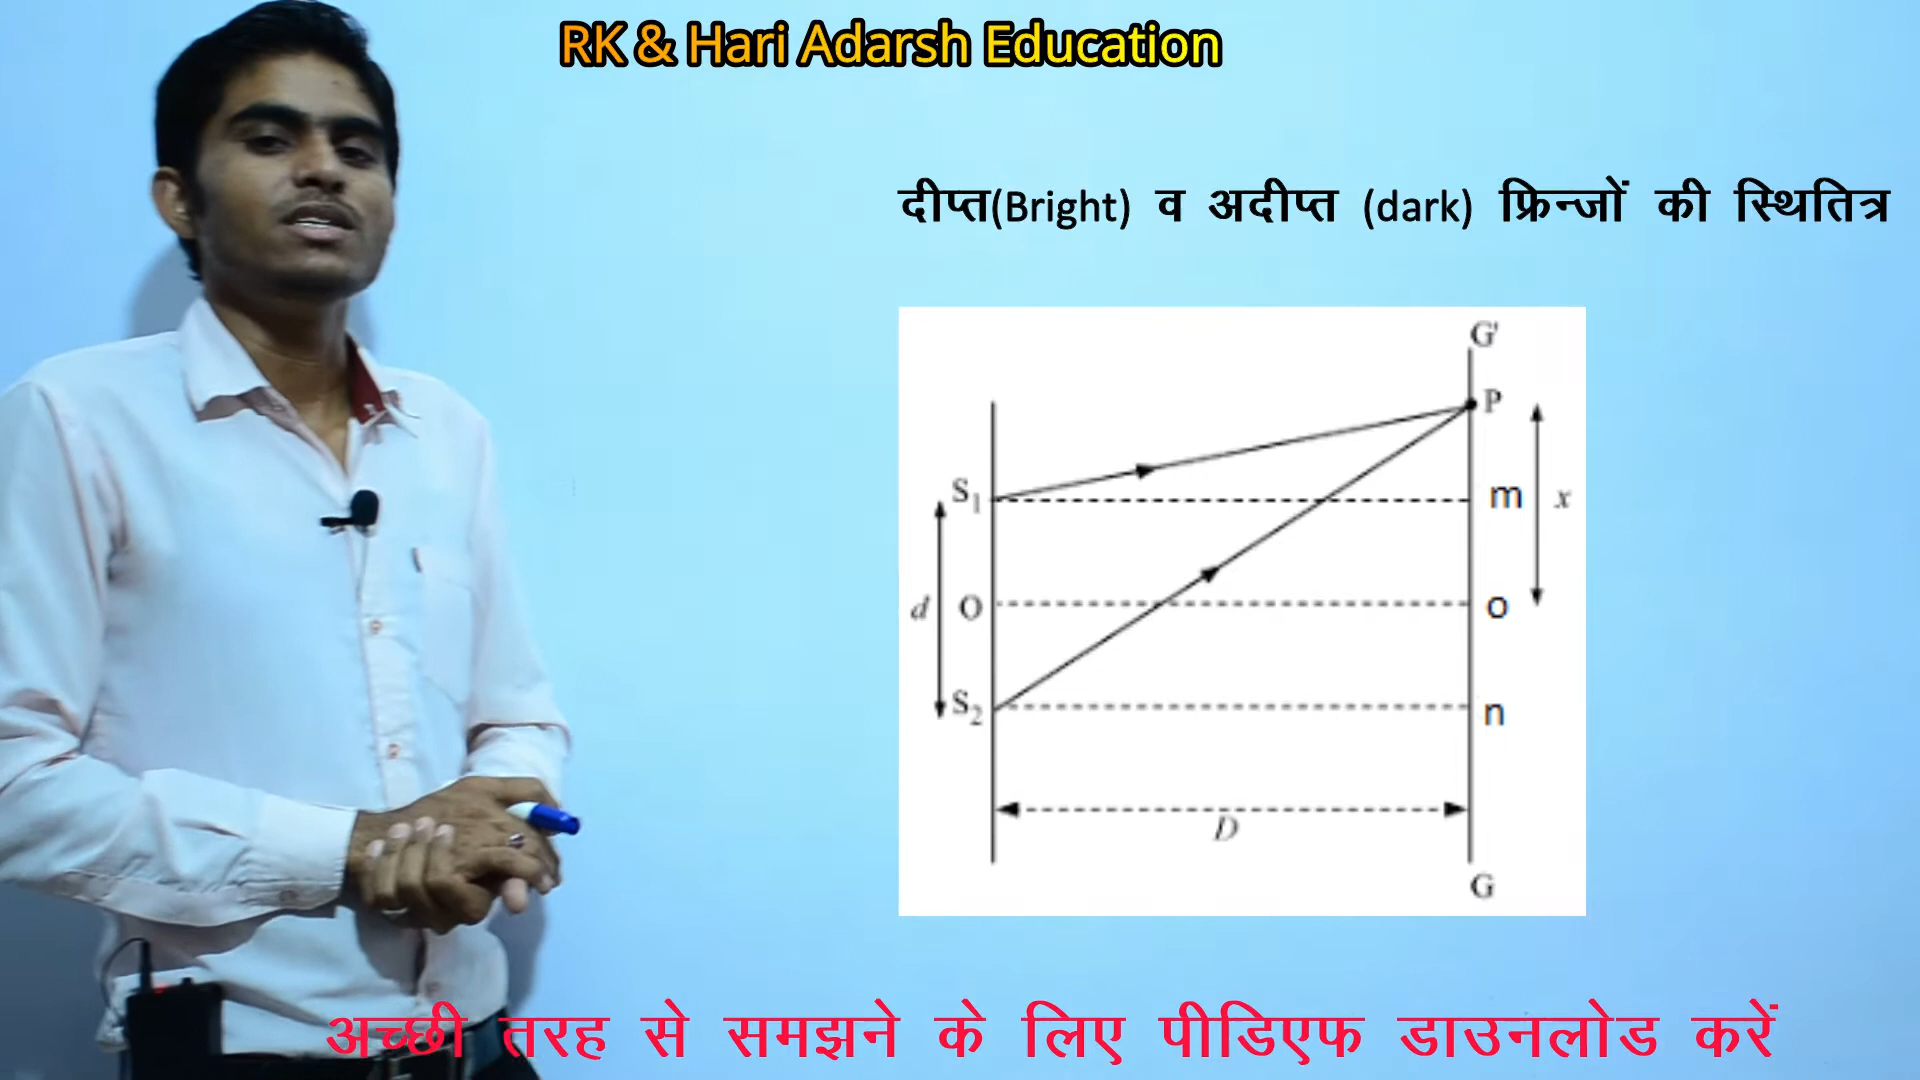 RK & Hari Adarsh Education
दीप्त(Bright) व अदीप्त (dark) फ्रिन्जों की स्थितित्र
G'
P
S1
m
x
d
O
o
S2
n
D
G
अच्छी तरह से समझने के लिए पीडिएफ डाउनलोड करें